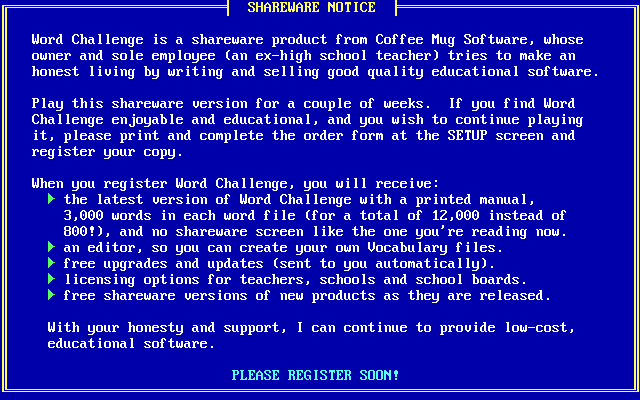 SHAREWARE NOTICE
Word Challenge is a shareware product from Coffee Mug Software, whose
owner and sole employee (an ex-high school teacher) tries to make an
honest living by writing and selling good quality educational software.
Play this shareware version for a couple of weeks.  If you find Word
Challenge enjoyable and educational, and you wish to continue playing
it, please print and complete the order form at the SETUP screen and
register your copy.
When you register Word Challenge, you will receive:
the latest version of Word Challenge with a printed manual,
3,000 words in each word file (for a total of 12,000 instead of
800!), and no shareware screen like the one you're reading now.
an editor, so you can create your own Vocabulary files.
free upgrades and updates (sent to you automatically).
licensing options for teachers, schools and school boards.
free shareware versions of new products as they are released.
With your honesty and support, I can continue to provide low-cost,
educational software.
PLEASE REGISTER SOON!